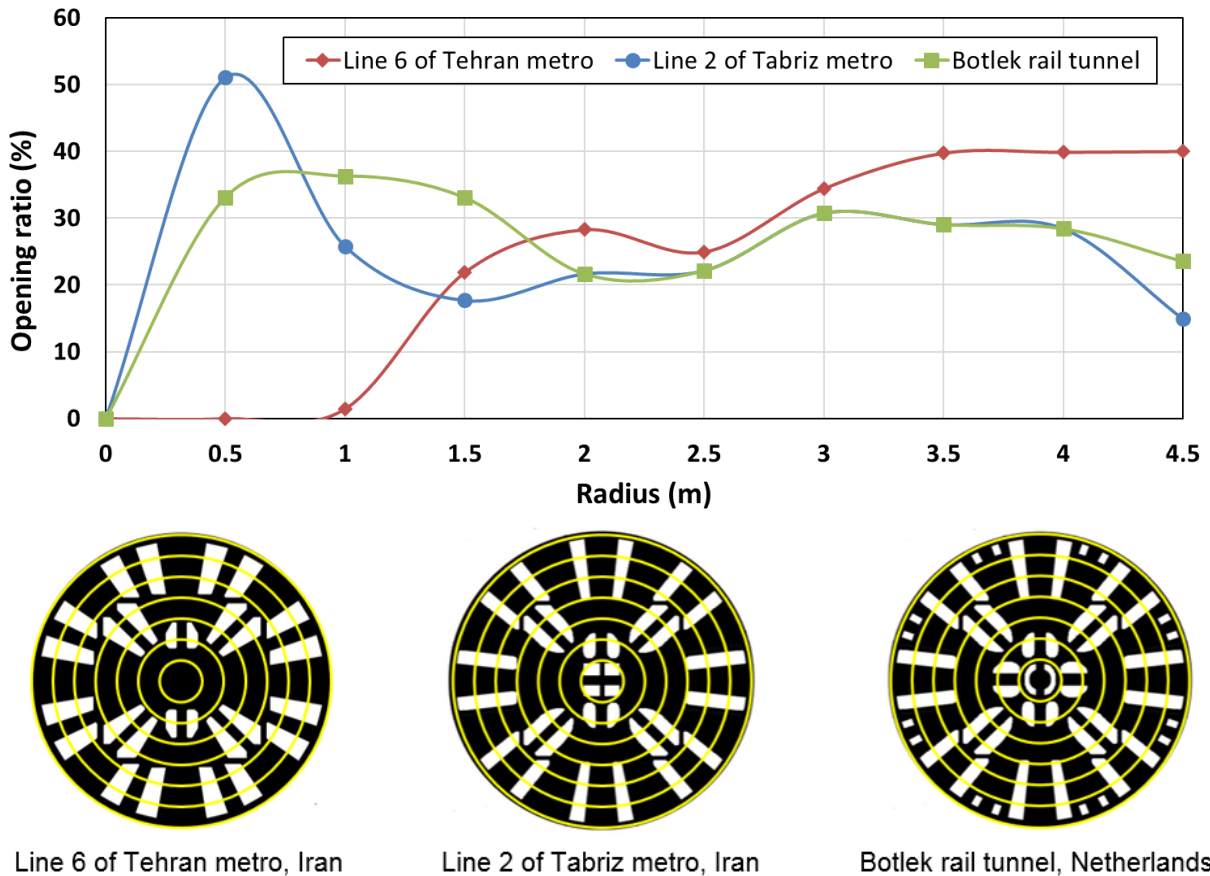 60
Line 6 of Tehran metro Line 2 of Tabriz metro Botlek rail tunnel
50
40
30
20
10
0
Opening ratio (%)
0 0.5 1 1.5 2 2.5 3 3.5 4 4.5
Radius (m)
Line 6 of Tehran metro, Iran Line 2 of Tabriz metro, Iran Botlek rail tunnel, Netherlands